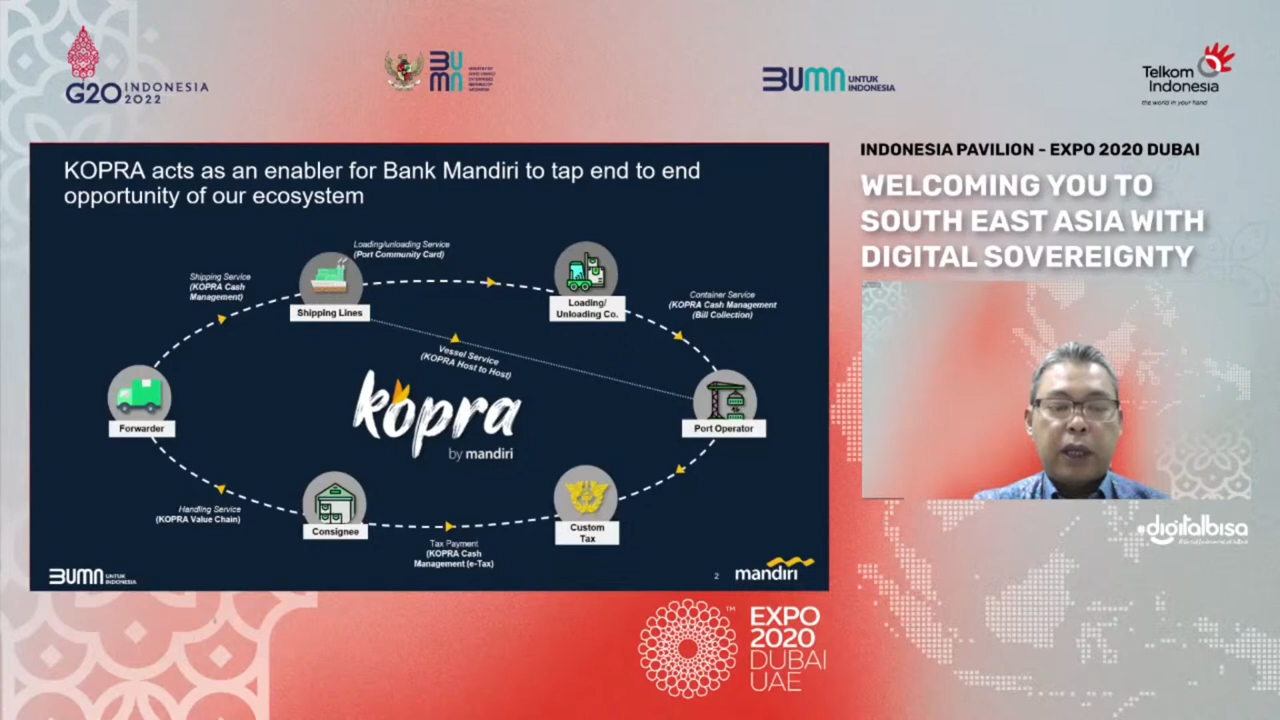 G20 INDONESIA
2022
BUMN
BUMN UNTUK
INDONESIA
Telkom
Indonesia
the world in your hand
INDONESIA PAVILION - EXPO 2020 DUBAI
WELCOMING YOU TO
SOUTH EAST ASIA WITH
DIGITAL SOVEREIGNTY
KOPRA acts as an enabler for Bank Mandiri to tap end to end
opportunity of our ecosystem
Loading/unloading Service
(Port Community Card)
Shipping Service
(KOPRA Cash
Management)
Shipping Lines
Loading/
Unloading Co.
Container Service
(KOPRA Cash Management
(Bill Collection)
Vessel Service
(KOPRA Host to Host)
kopra
by mandiri
Forwarder
Port Operator
Handling Service
(KOPRA Value Chain)
Consignee
Tax Payment
(KOPRA Cash
Management (e-Tax)
Custom
Tax
BUMN UNTUK
INDONESIA
2
mandiri
digitalbisa
EXPO
2020
DUBAI
UAE
TM